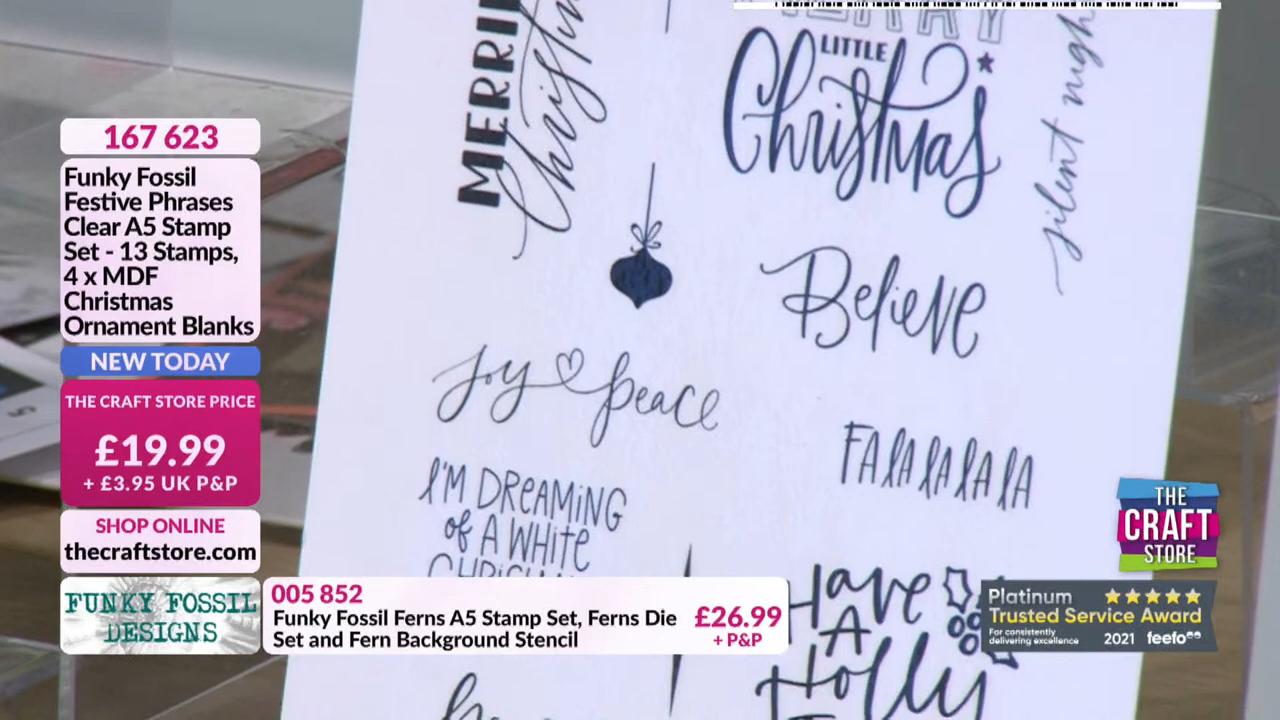 167 623
Funky Fossil
Festive Phrases
Clear A5 Stamp
Set - 13 Stamps,
4 x MDF
Christmas
Ornament Blanks
NEW TODAY
THE CRAFT STORE PRICE
£19.99
+ £3.95 UK P&P
SHOP ONLINE
thecraftstore.com
FUNKY FOSSIL
DESIGNS
005 852
Funky Fossil Ferns A5 Stamp Set, Ferns Die
Set and Fern Background Stencil
£26.99
+ P&P
LITTLE
Christmas
silent night
Believe
joy peace
FALALALALA
I'M DREAMING
of A WHITE
Have
A
Holly
THE
CRAFT
STORE
Platinum
Trusted Service Award
For consistently
delivering excellence
2021 feefo